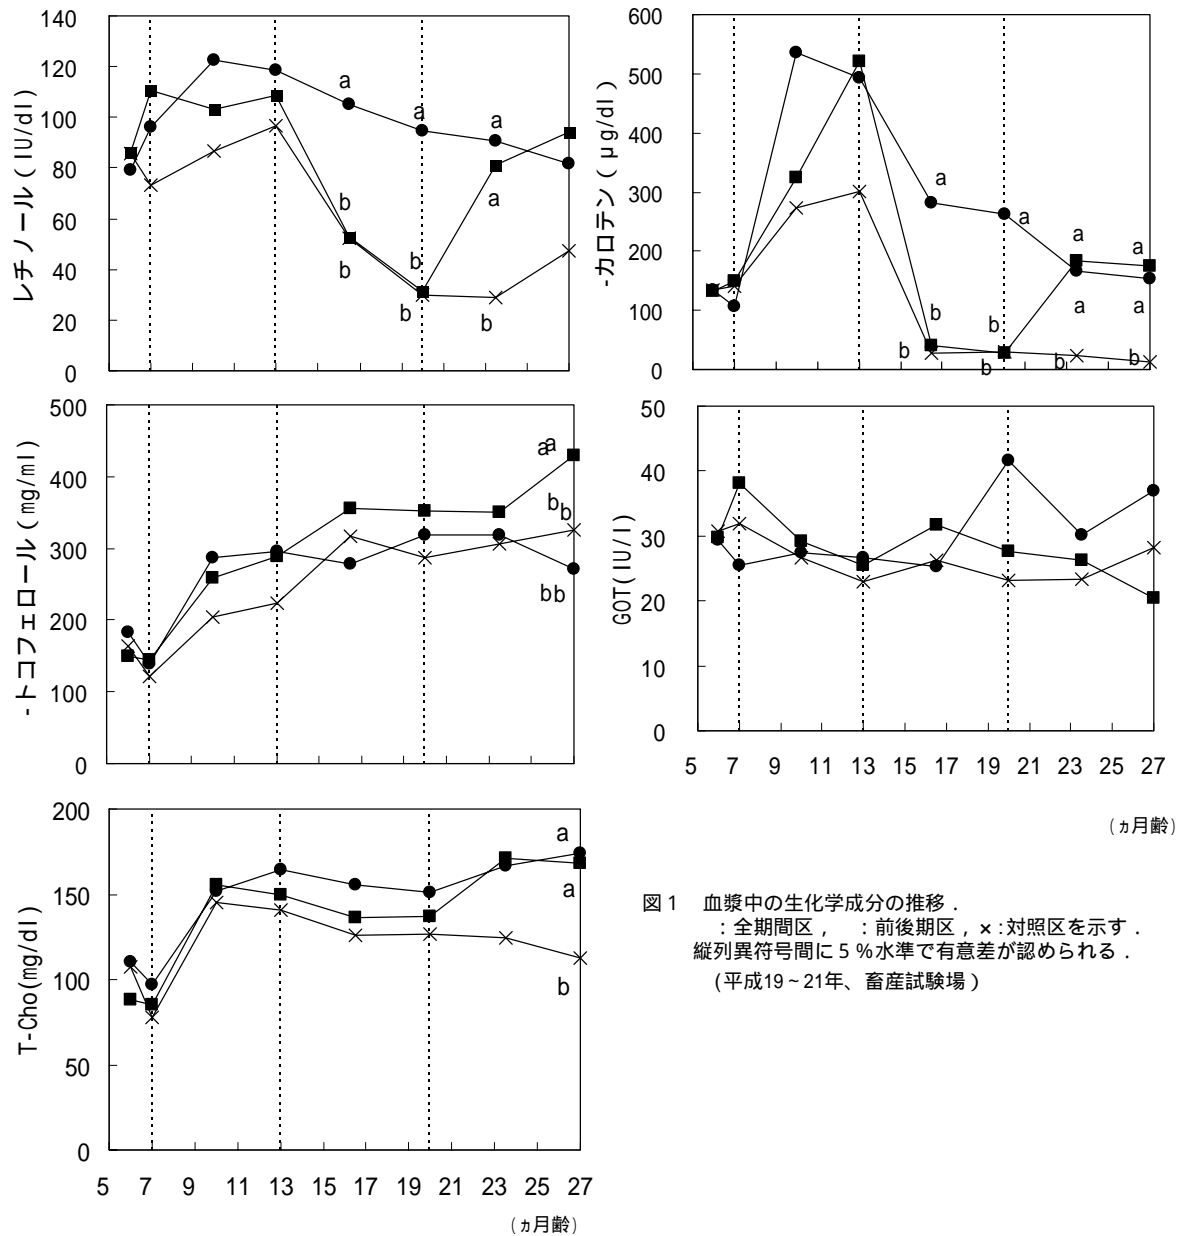 レチノール(IU/dl)
140
120
100
80
60
40
20
0
a
a
a
b
b
b
b
a
b
-カロテン(μg/dl)
600
500
400
300
200
100
0
a
a
a
a
b
b
b
b
a
a
b
b
-トコフェロール(mg/ml)
500
400
300
200
100
0
a
a
b
b
bb
GOT(IU/l)
50
40
30
20
10
0
5 7 9 11 13 15 17 19 21 23 25 27
(ヵ月齢)
T-Cho(mg/dl)
200
150
100
50
0
a
a
b
5 7 9 11 13 15 17 19 21 23 25 27
(ヵ月齢)
図1 血漿中の生化学成分の推移.
:全期間区, :前後期区,×:対照区を示す.
縦列異符号間に5%水準で有意差が認められる.
(平成19~21年、畜産試験場)